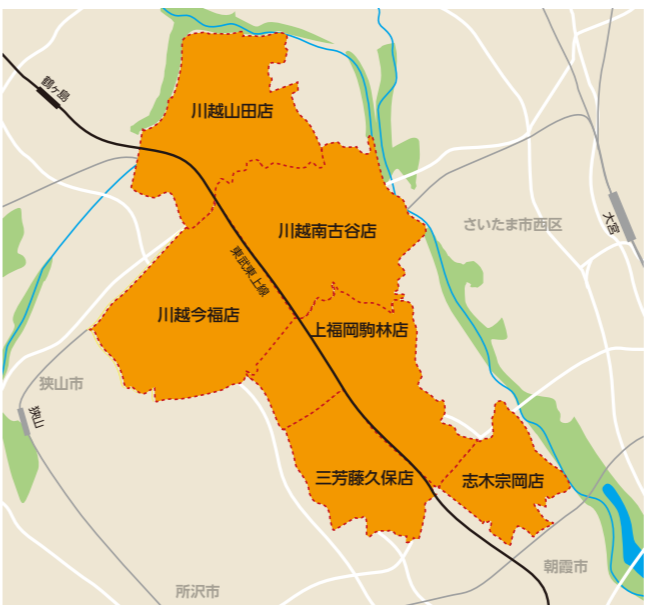 鶴ヶ島
川越山田店
川越南古谷店
さいたま市西区
大宮
東武東上線
川越今福店
上福岡駒林店
狭山市
狭山
三芳藤久保店
志木宗岡店
朝霞市
所沢市